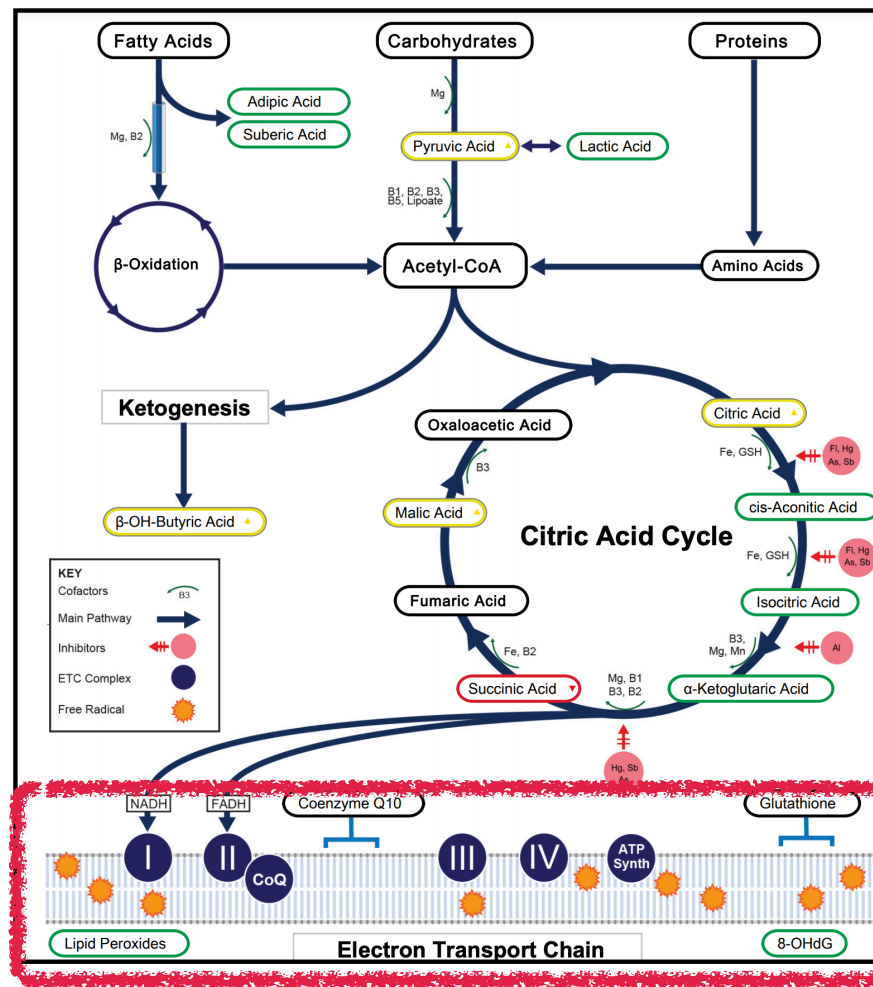 Fatty Acids
Carbohydrates
Proteins
Adipic Acid
Suberic Acid
Mg
Mg, B2
Pyruvic Acid
Lactic Acid
B1, B2, B3,
B5, Lipoate
β-Oxidation
Acetyl-CoA
Amino Acids
Ketogenesis
Oxaloacetic Acid
Citric Acid
Fe, GSH
Fl, Hg
As, Sb
B3
β-OH-Butyric Acid
Malic Acid
cis-Aconitic Acid
Citric Acid Cycle
Fe, GSH
Fl, Hg
As, Sb
KEY
Cofactors
B3
Main Pathway
Inhibitors
ETC Complex
Free Radical
Fumaric Acid
Isocitric Acid
B3,
Mg, Mn
Al
Fe, B2
Succinic Acid
Mg, B1
B3, B2
α-Ketoglutaric Acid
Hg, Sb
As
NADH
FADH
Coenzyme Q10
Glutathione
I
II
CoQ
III
IV
ATP
Synth
Lipid Peroxides
Electron Transport Chain
8-OHdG